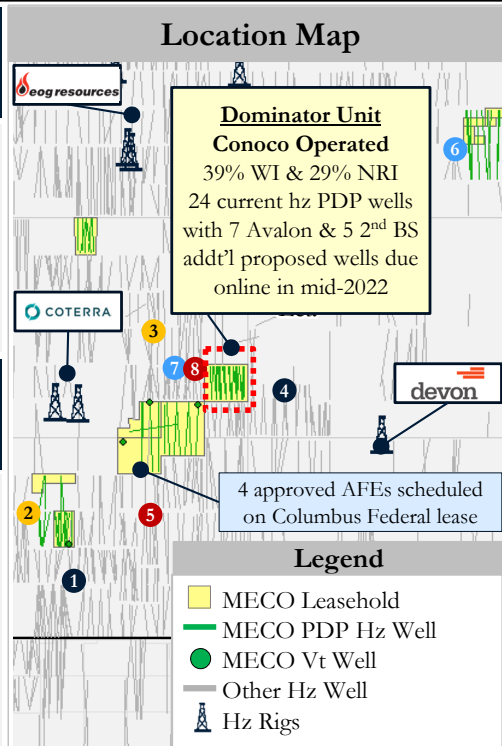 Location Map
eog resources
Dominator Unit
Conoco Operated
39% WI & 29% NRI
24 current hz PDP wells
with 7 Avalon & 5 2nd BS
addt'l proposed wells due
online in mid-2022
6
COTERRA
3
7
8
4
devon
4 approved AFEs scheduled
on Columbus Federal lease
2
5
1
Legend
MECO Leasehold
MECO PDP Hz Well
MECO Vt Well
Other Hz Well
Hz Rigs